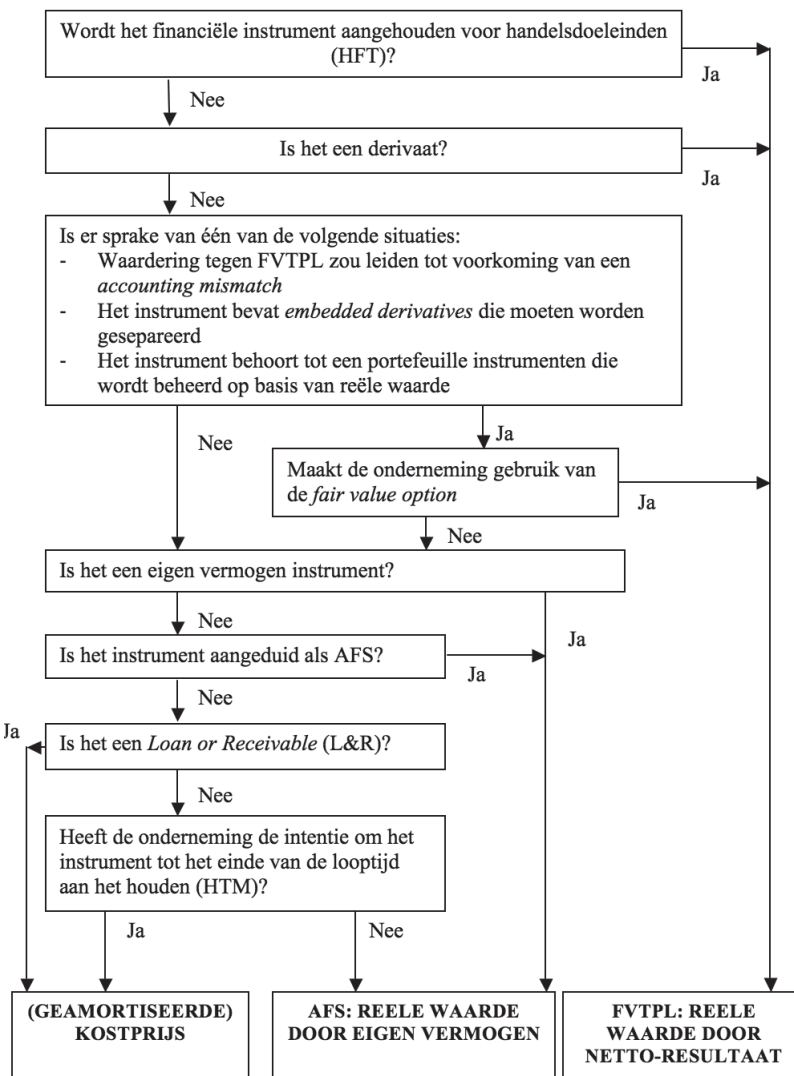 Wordt het financiële instrument aangehouden voor handelsdoeleinden
(HFT)?
Ja
Nee
Is het een derivaat?
Ja
Nee
Is er sprake van één van de volgende situaties:
- Waardering tegen FVTPL zou leiden tot voorkoming van een
accounting mismatch
- Het instrument bevat embedded derivatives die moeten worden
gesepareerd
- Het instrument behoort tot een portefeuille instrumenten die
wordt beheerd op basis van reële waarde
Nee
Ja
Maakt de onderneming gebruik van
de fair value option
Ja
Nee
Is het een eigen vermogen instrument?
Nee
Ja
Is het instrument aangeduid als AFS?
Ja
Nee
Ja
Is het een Loan or Receivable (L&R)?
Nee
Heeft de onderneming de intentie om het
instrument tot het einde van de looptijd
aan het houden (HTM)?
Ja
Nee
(GEAMORTISEERDE)
KOSTPRIJS
AFS: REELE WAARDE
DOOR EIGEN VERMOGEN
FVTPL: REELE
WAARDE DOOR
NETTO-RESULTAAT